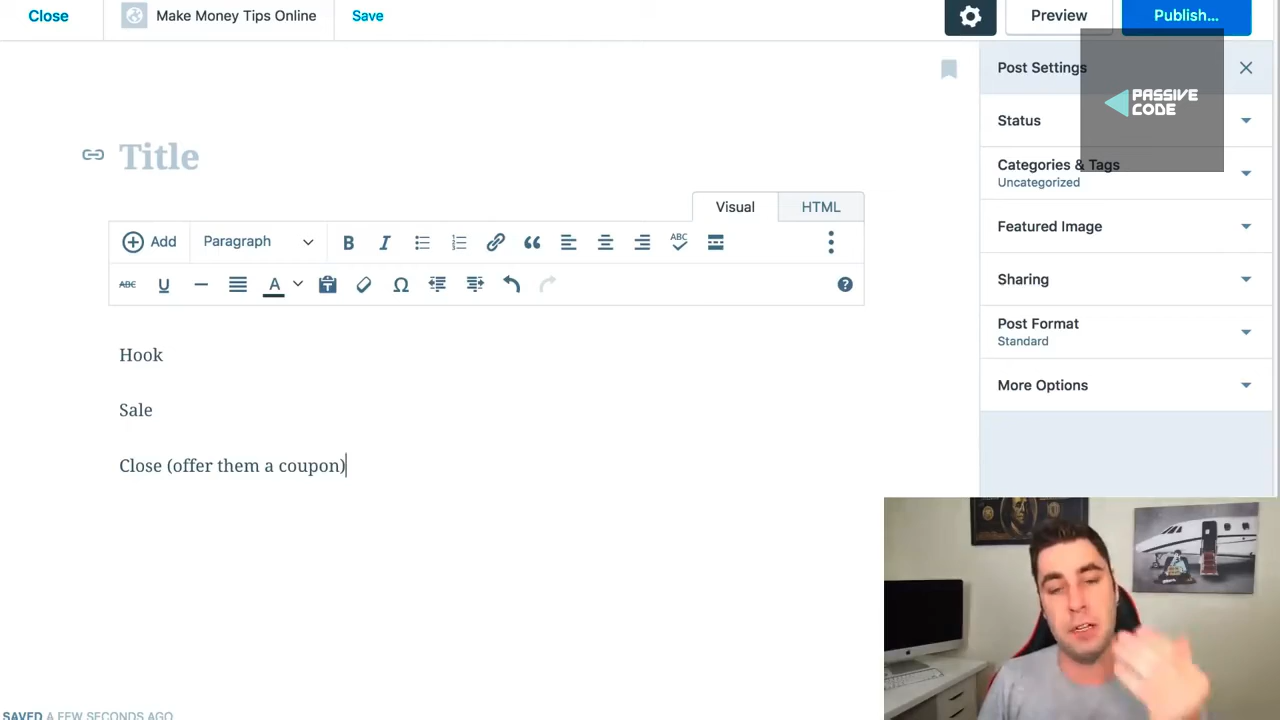 Close
Make Money Tips Online
Save
Preview
Publish...
Post Settings
PASSIVE
CODE
Status
Categories & Tags
Uncategorized
Featured Image
Sharing
Post Format
Standard
More Options
Title
Visual
HTML
Add
Paragraph
B
I
ABC
ABC
U
A
T
Ω
?
Hook
Sale
Close (offer them a coupon)
SAVED A FEW SECONDS AGO